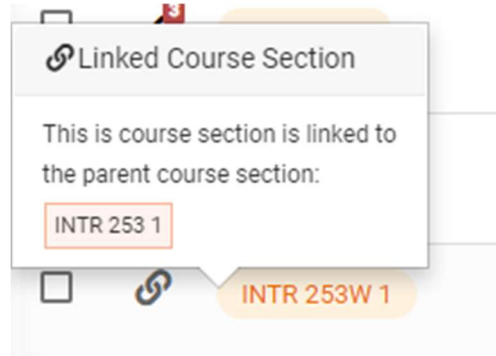 3
Linked Course Section
This is course section is linked to
the parent course section:
INTR 253 1
INTR 253W 1